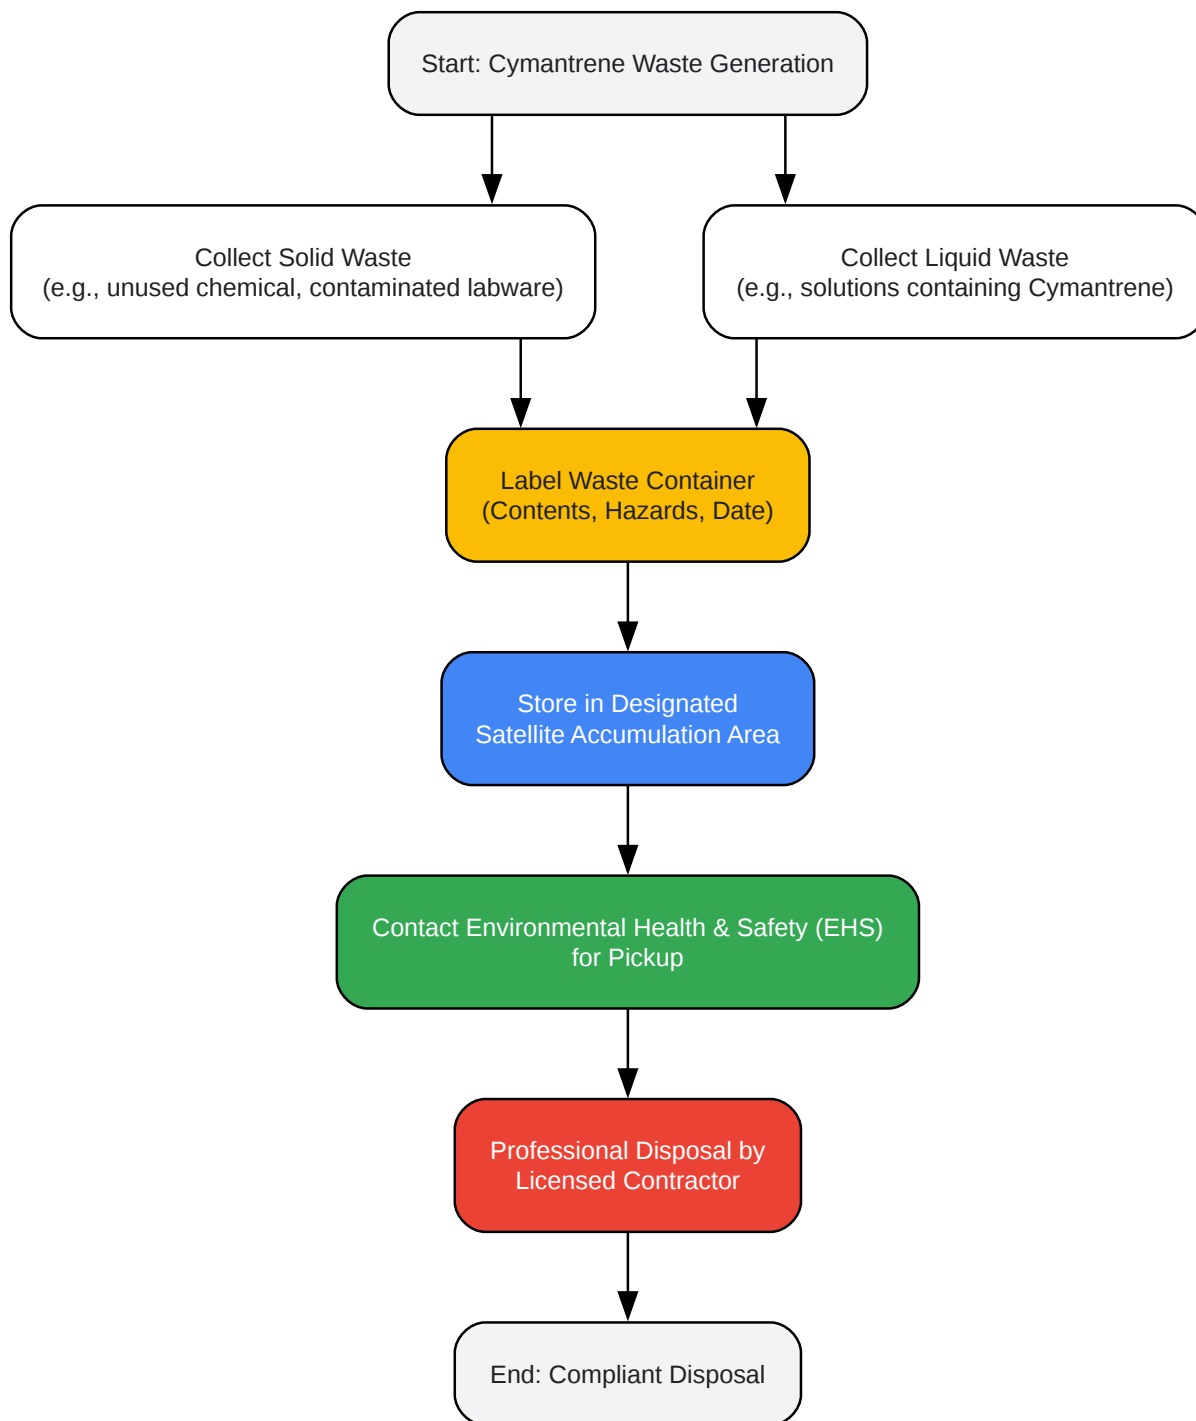 Start: Cymantrene Waste Generation
Collect Solid Waste
(e.g., unused chemical, contaminated labware)
Collect Liquid Waste
(e.g., solutions containing Cymantrene)
Label Waste Container
(Contents, Hazards, Date)
Store in Designated
Satellite Accumulation Area
Contact Environmental Health & Safety (EHS)
for Pickup
Professional Disposal by
Licensed Contractor
End: Compliant Disposal